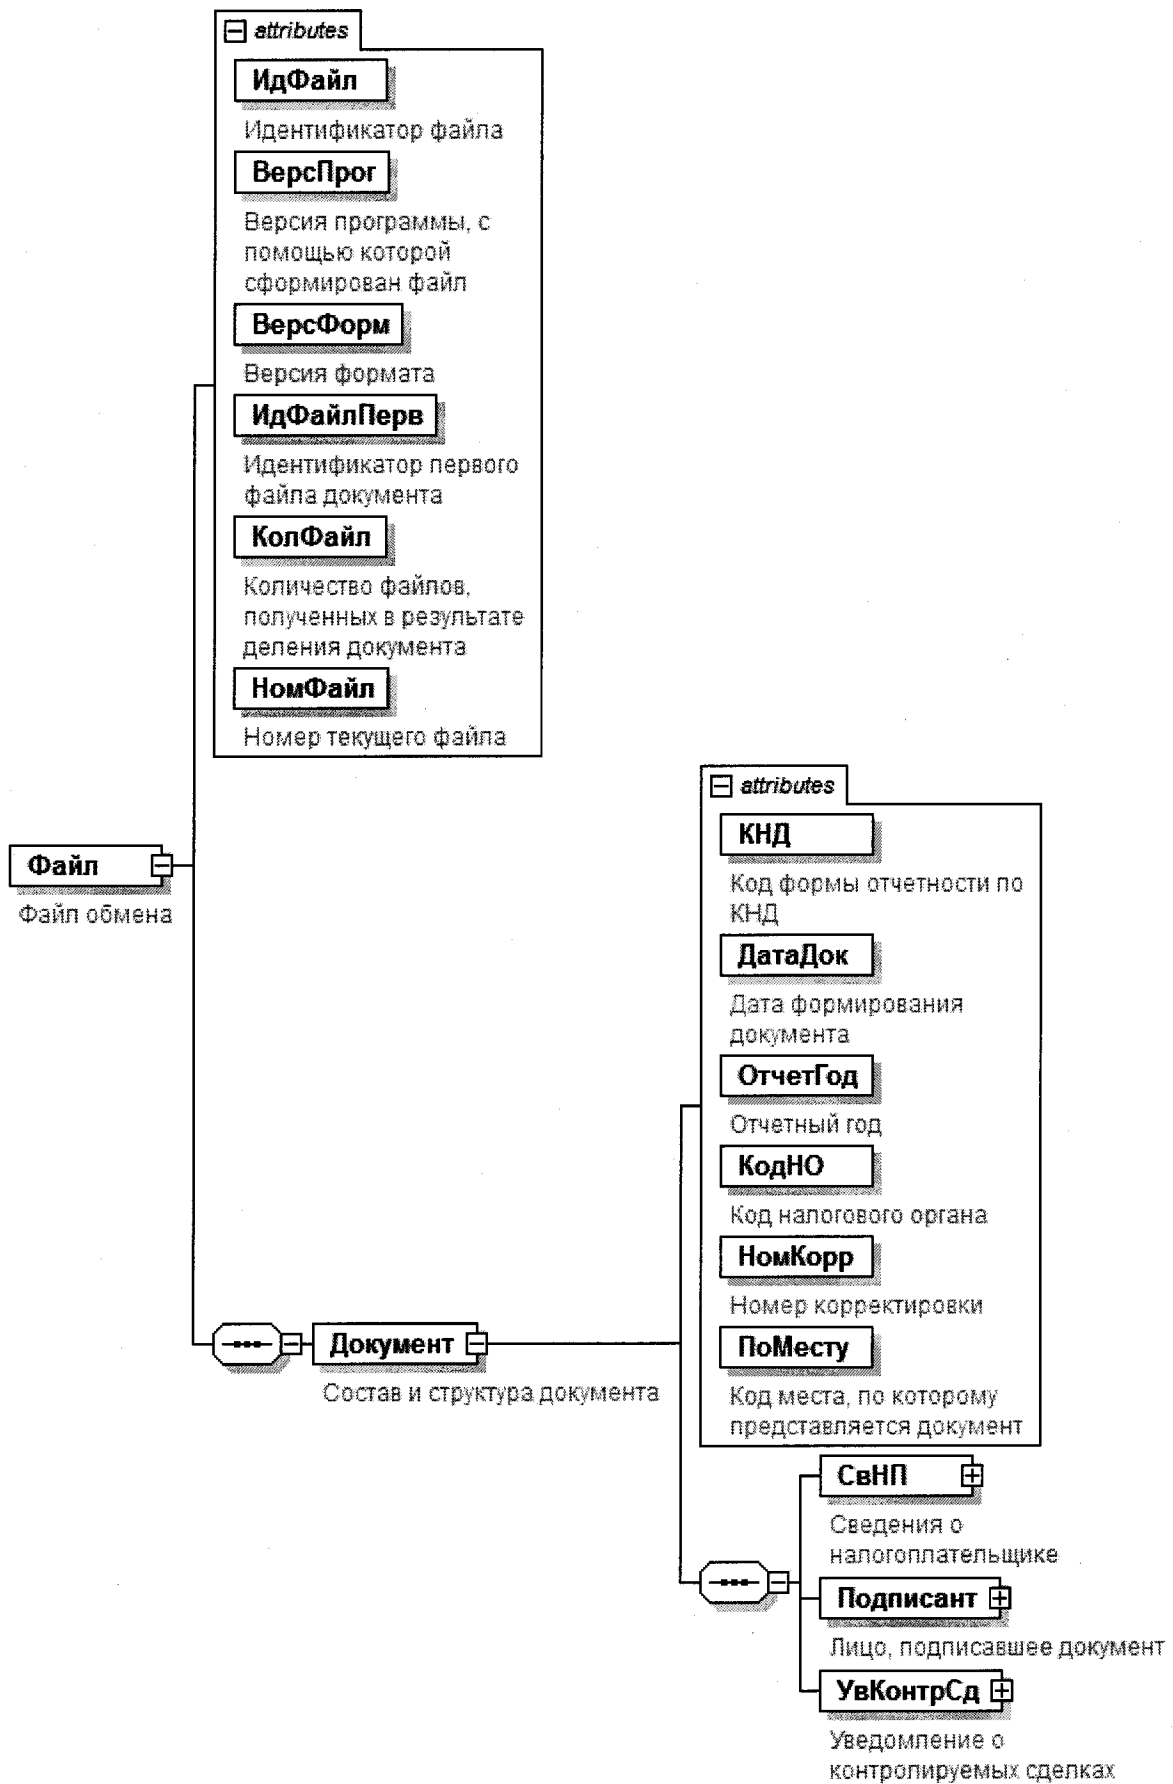 attributes
ИдФайл
Идентификатор файла
ВерсПрог
Версия программы, с
помощью которой
сформирован файл
ВерсФорм
Версия формата
ИдФайлПерв
Идентификатор первого
файла документа
КолФайл
Количество файлов,
полученных в результате
деления документа
НомФайл
Номер текущего файла
Файл
Файл обмена
Документ
Состав и структура документа
attributes
КНД
Код формы отчетности по
КНД
ДатаДок
Дата формирования
документа
ОтчетГод
Отчетный год
КодНО
Код налогового органа
НомКорр
Номер корректировки
ПоМесту
Код места, по которому
представляется документ
СвНП
Сведения о
налогоплательщике
Подписант
Лицо, подписавшее документ
УвКонтрСд
Уведомление о
контролируемых сделках